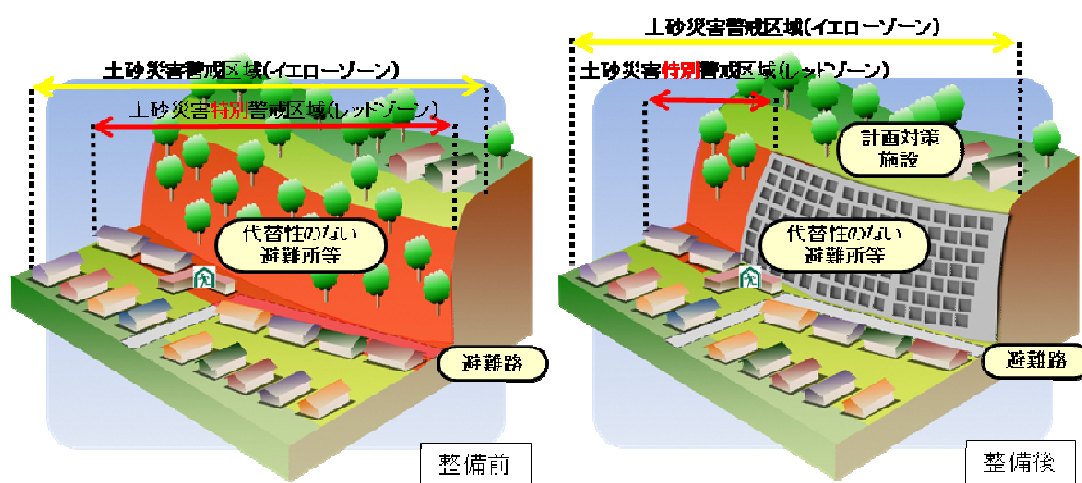 土砂災害警戒区域(イエローゾーン)
土砂災害特別警戒区域(レッドゾーン)
代替性のない
避難所等
避難路
整備前
土砂災害警戒区域(イエローゾーン)
土砂災害特別警戒区域(レッドゾーン)
計画対策
施設
代替性のない
避難所等
避難路
整備後